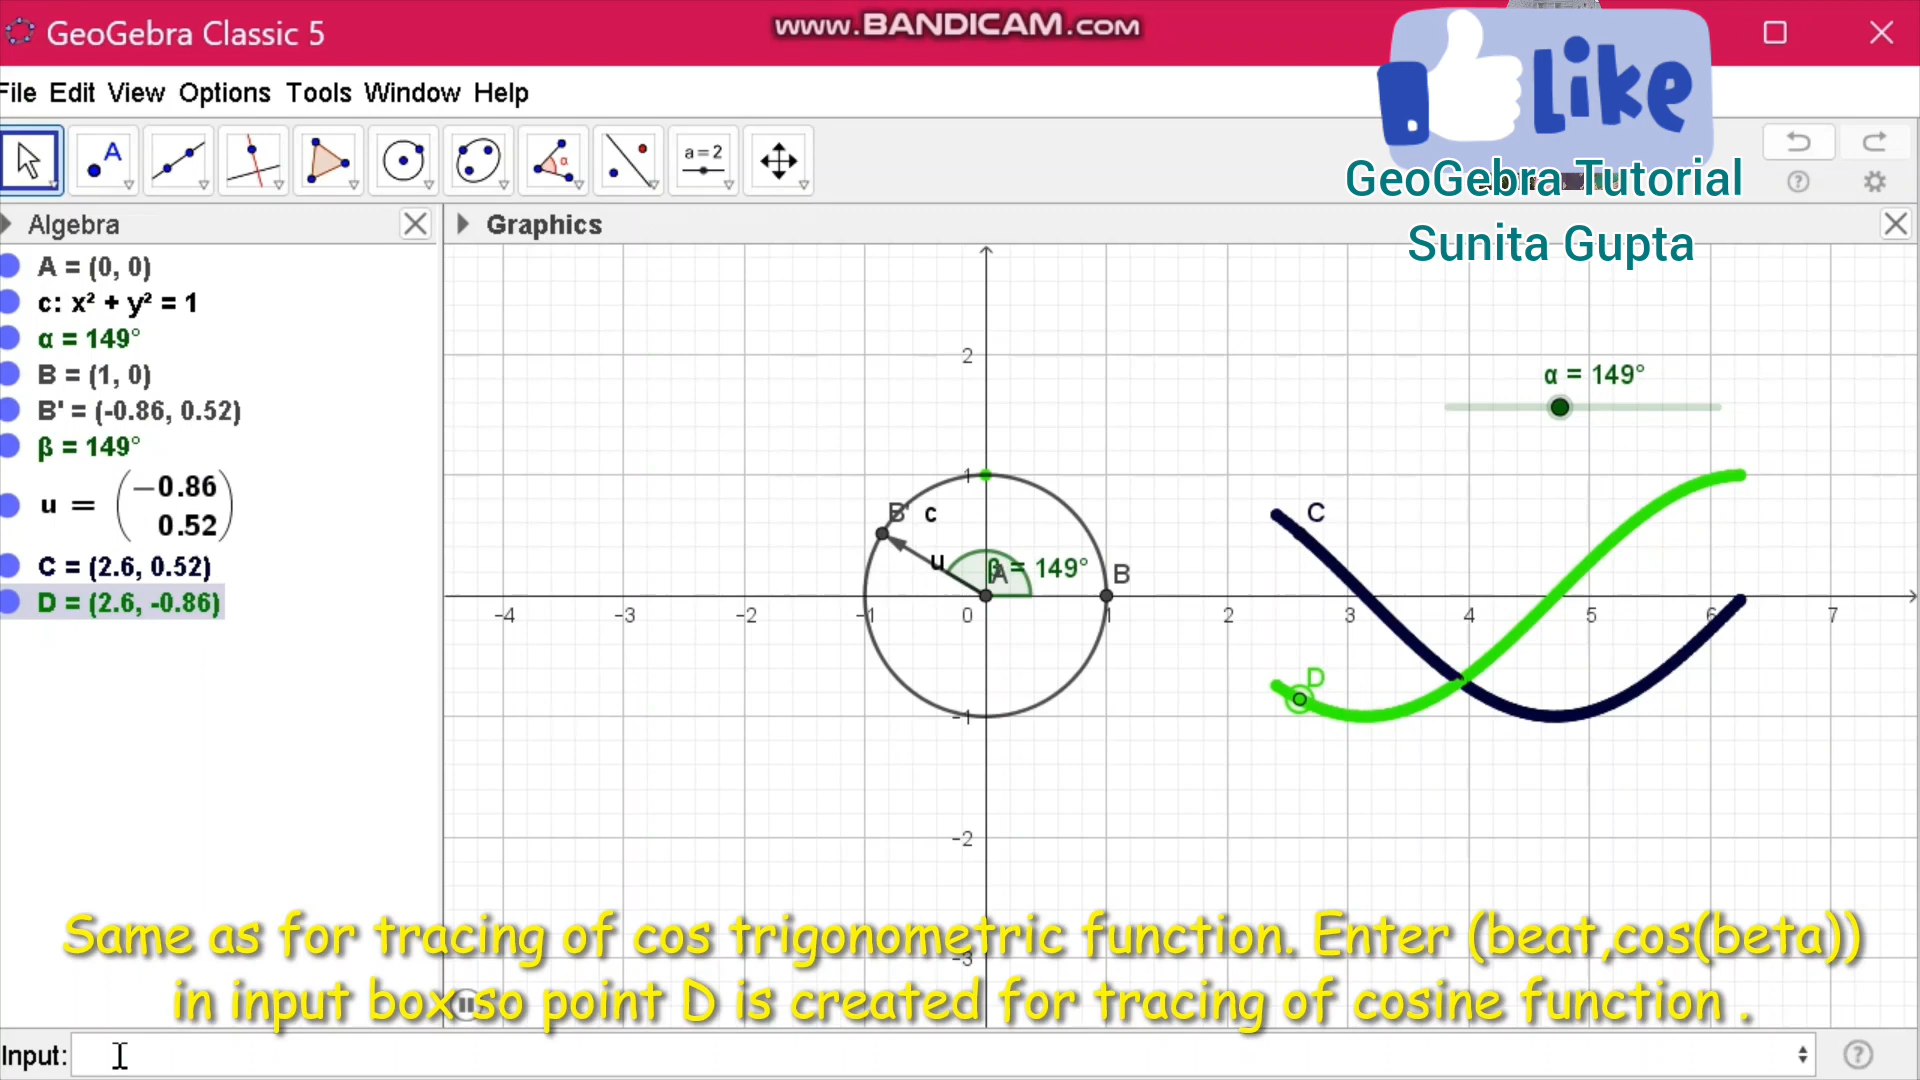 GeoGebra Classic 5
www.BANDICAM.com
Like
File Edit View Options Tools Window Help
A
α
a=2
GeoGebra Tutorial
Sunita Gupta
Algebra
Graphics
A = (0, 0)
c: x² + y² = 1
α = 149°
B = (1, 0)
B' = (-0.86, 0.52)
β = 149°
u = (−0.86
0.52)
C = (2.6, 0.52)
D = (2.6, -0.86)
α = 149°
2
1
B' c
C
u
β = 149°
A
B
-4 -3 -2 -1 0 1 2 3 4 5 6 7
D
-1
-2
-3
Same as for tracing of cos trigonometric function. Enter (beat,cos(beta))
in input box so point D is created for tracing of cosine function .
Input: